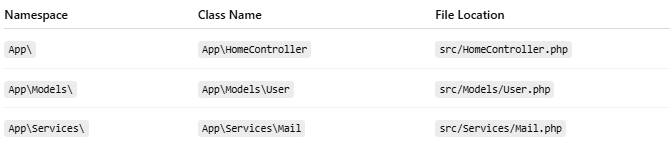 Namespace Class Name File Location
App\ App\HomeController src/HomeController.php
App\Models\ App\Models\User src/Models/User.php
App\Services\ App\Services\Mail src/Services/Mail.php